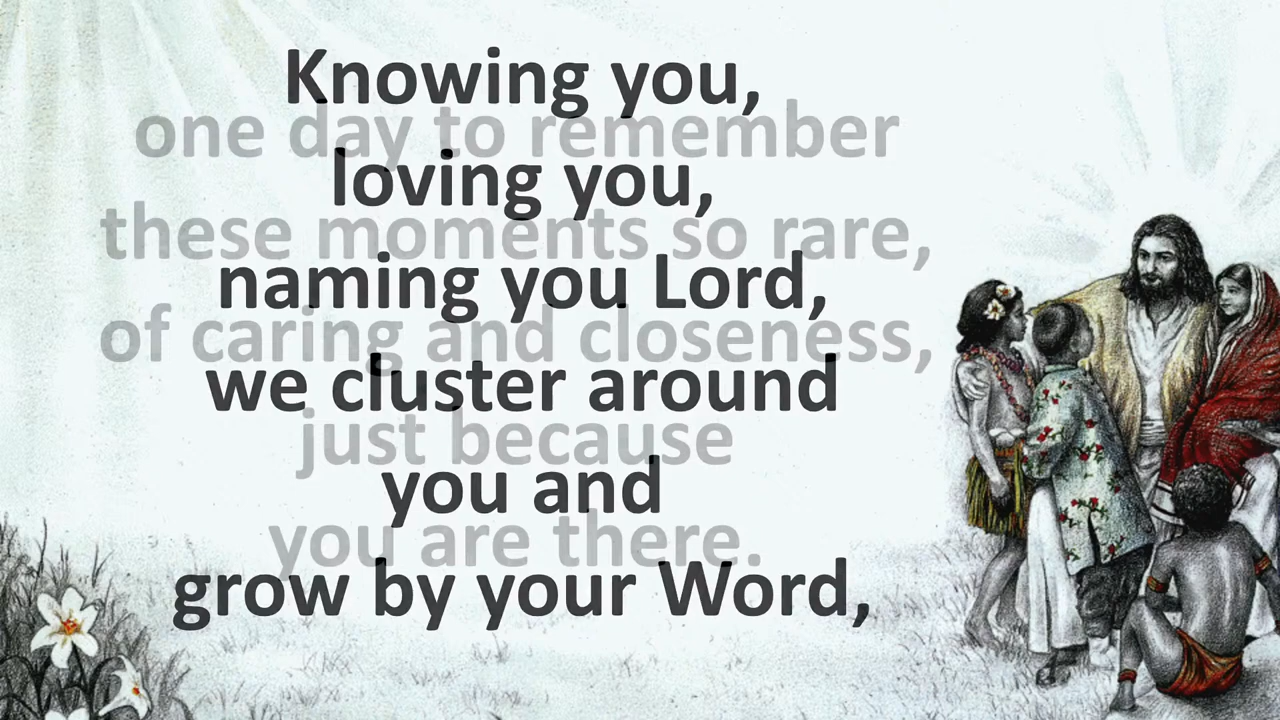 Knowing you,
one day to remember
loving you,
these moments so rare,
naming you Lord,
of caring and closeness,
we cluster around
just because
you and
you are there.
grow by your Word,